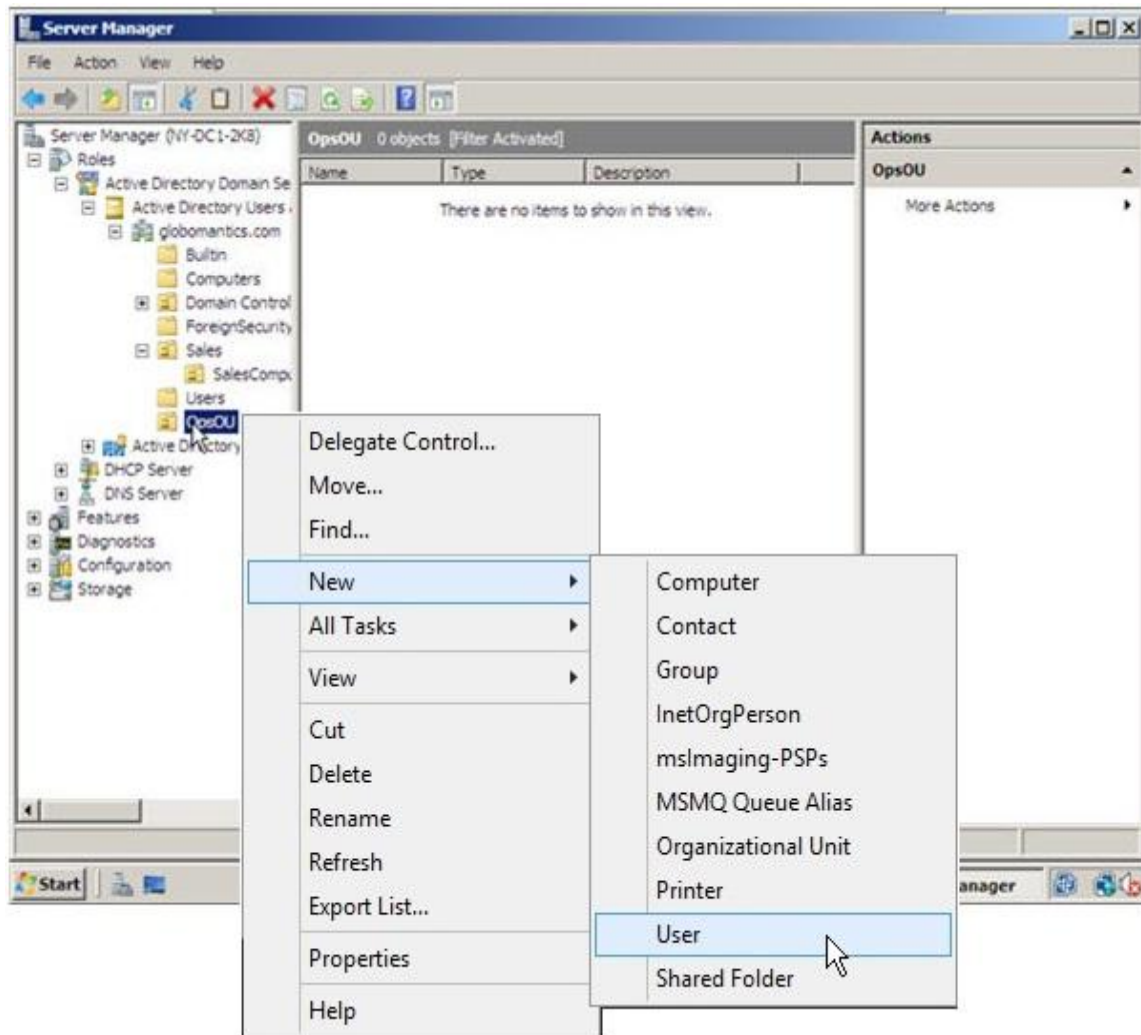 Server Manager
File Action View Help
Server Manager (NY-DC1-2K8)
Roles
Active Directory Domain Se
Active Directory Users
globomantics.com
Builtin
Computers
Domain Control
ForeignSecurity
Sales
SalesCompu
Users
OpsOU
Active Directory
DHCP Server
DNS Server
Features
Diagnostics
Configuration
Storage
OpsOU 0 objects [Filter Activated]
Name Type Description
There are no items to show in this view.
Actions
OpsOU
More Actions
Delegate Control...
Move...
Find...
New
All Tasks
View
Cut
Delete
Rename
Refresh
Export List...
Properties
Help
Computer
Contact
Group
InetOrgPerson
msImaging-PSPs
MSMQ Queue Alias
Organizational Unit
Printer
User
Shared Folder
Start
anager